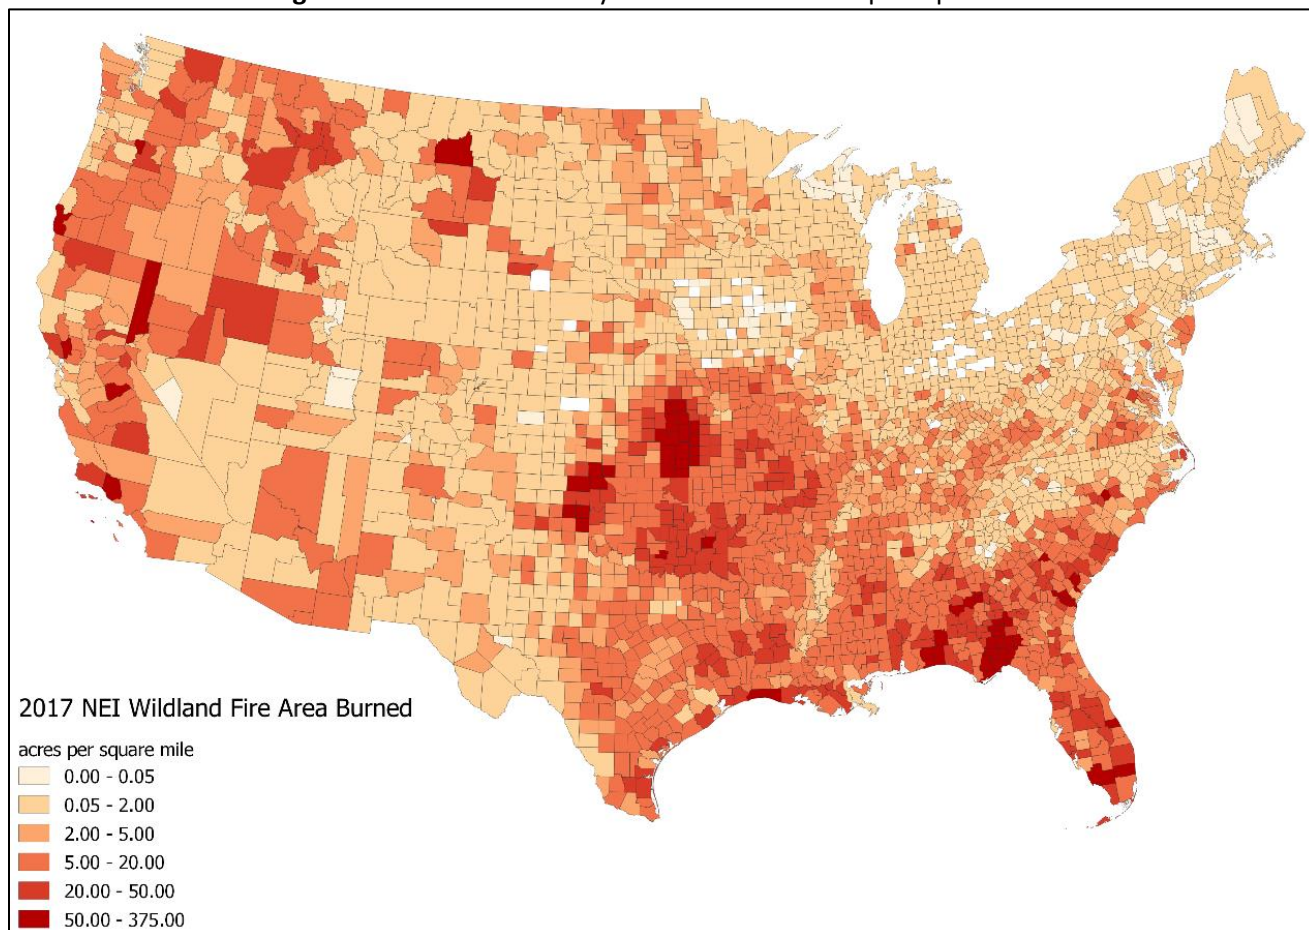 2017 NEI Wildland Fire Area Burned
acres per square mile
0.00 - 0.05
0.05 - 2.00
2.00 - 5.00
5.00 - 20.00
20.00 - 50.00
50.00 - 375.00